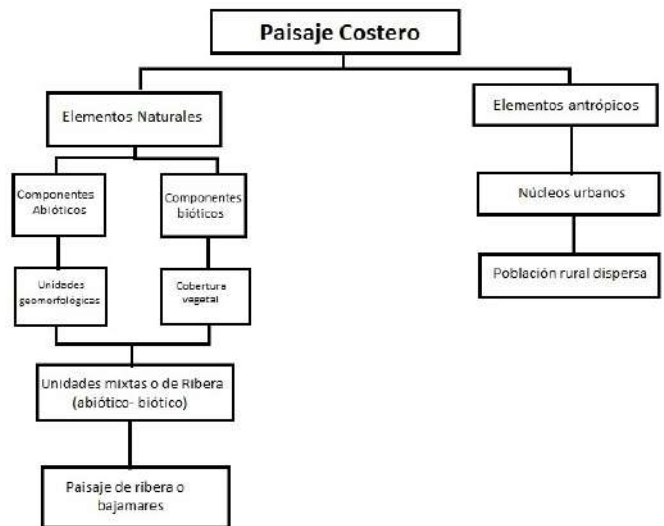 Paisaje Costero
Elementos Naturales
Elementos antrópicos
Componentes
Abióticos
Componentes
bióticos
Núcleos urbanos
Unidades
geomorfológicas
Cobertura
vegetal
Población rural dispersa
Unidades mixtas o de Ribera
(abiótico- biótico)
Paisaje de ribera o
bajamares